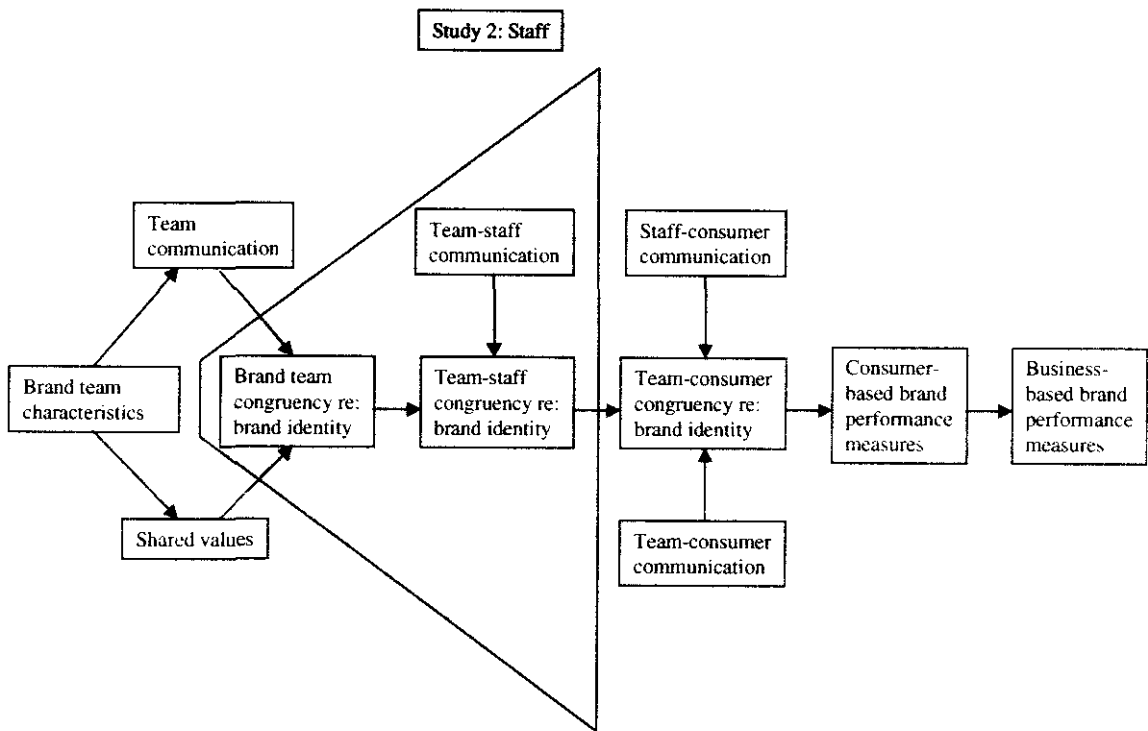 Study 2: Staff
Team
communication
Team-staff
communication
Staff-consumer
communication
Brand team
characteristics
Brand team
congruency re:
brand identity
Team-staff
congruency re:
brand identity
Team-consumer
congruency re:
brand identity
Consumer-
based brand
performance
measures
Business-
based brand
performance
measures
Shared values
Team-consumer
communication